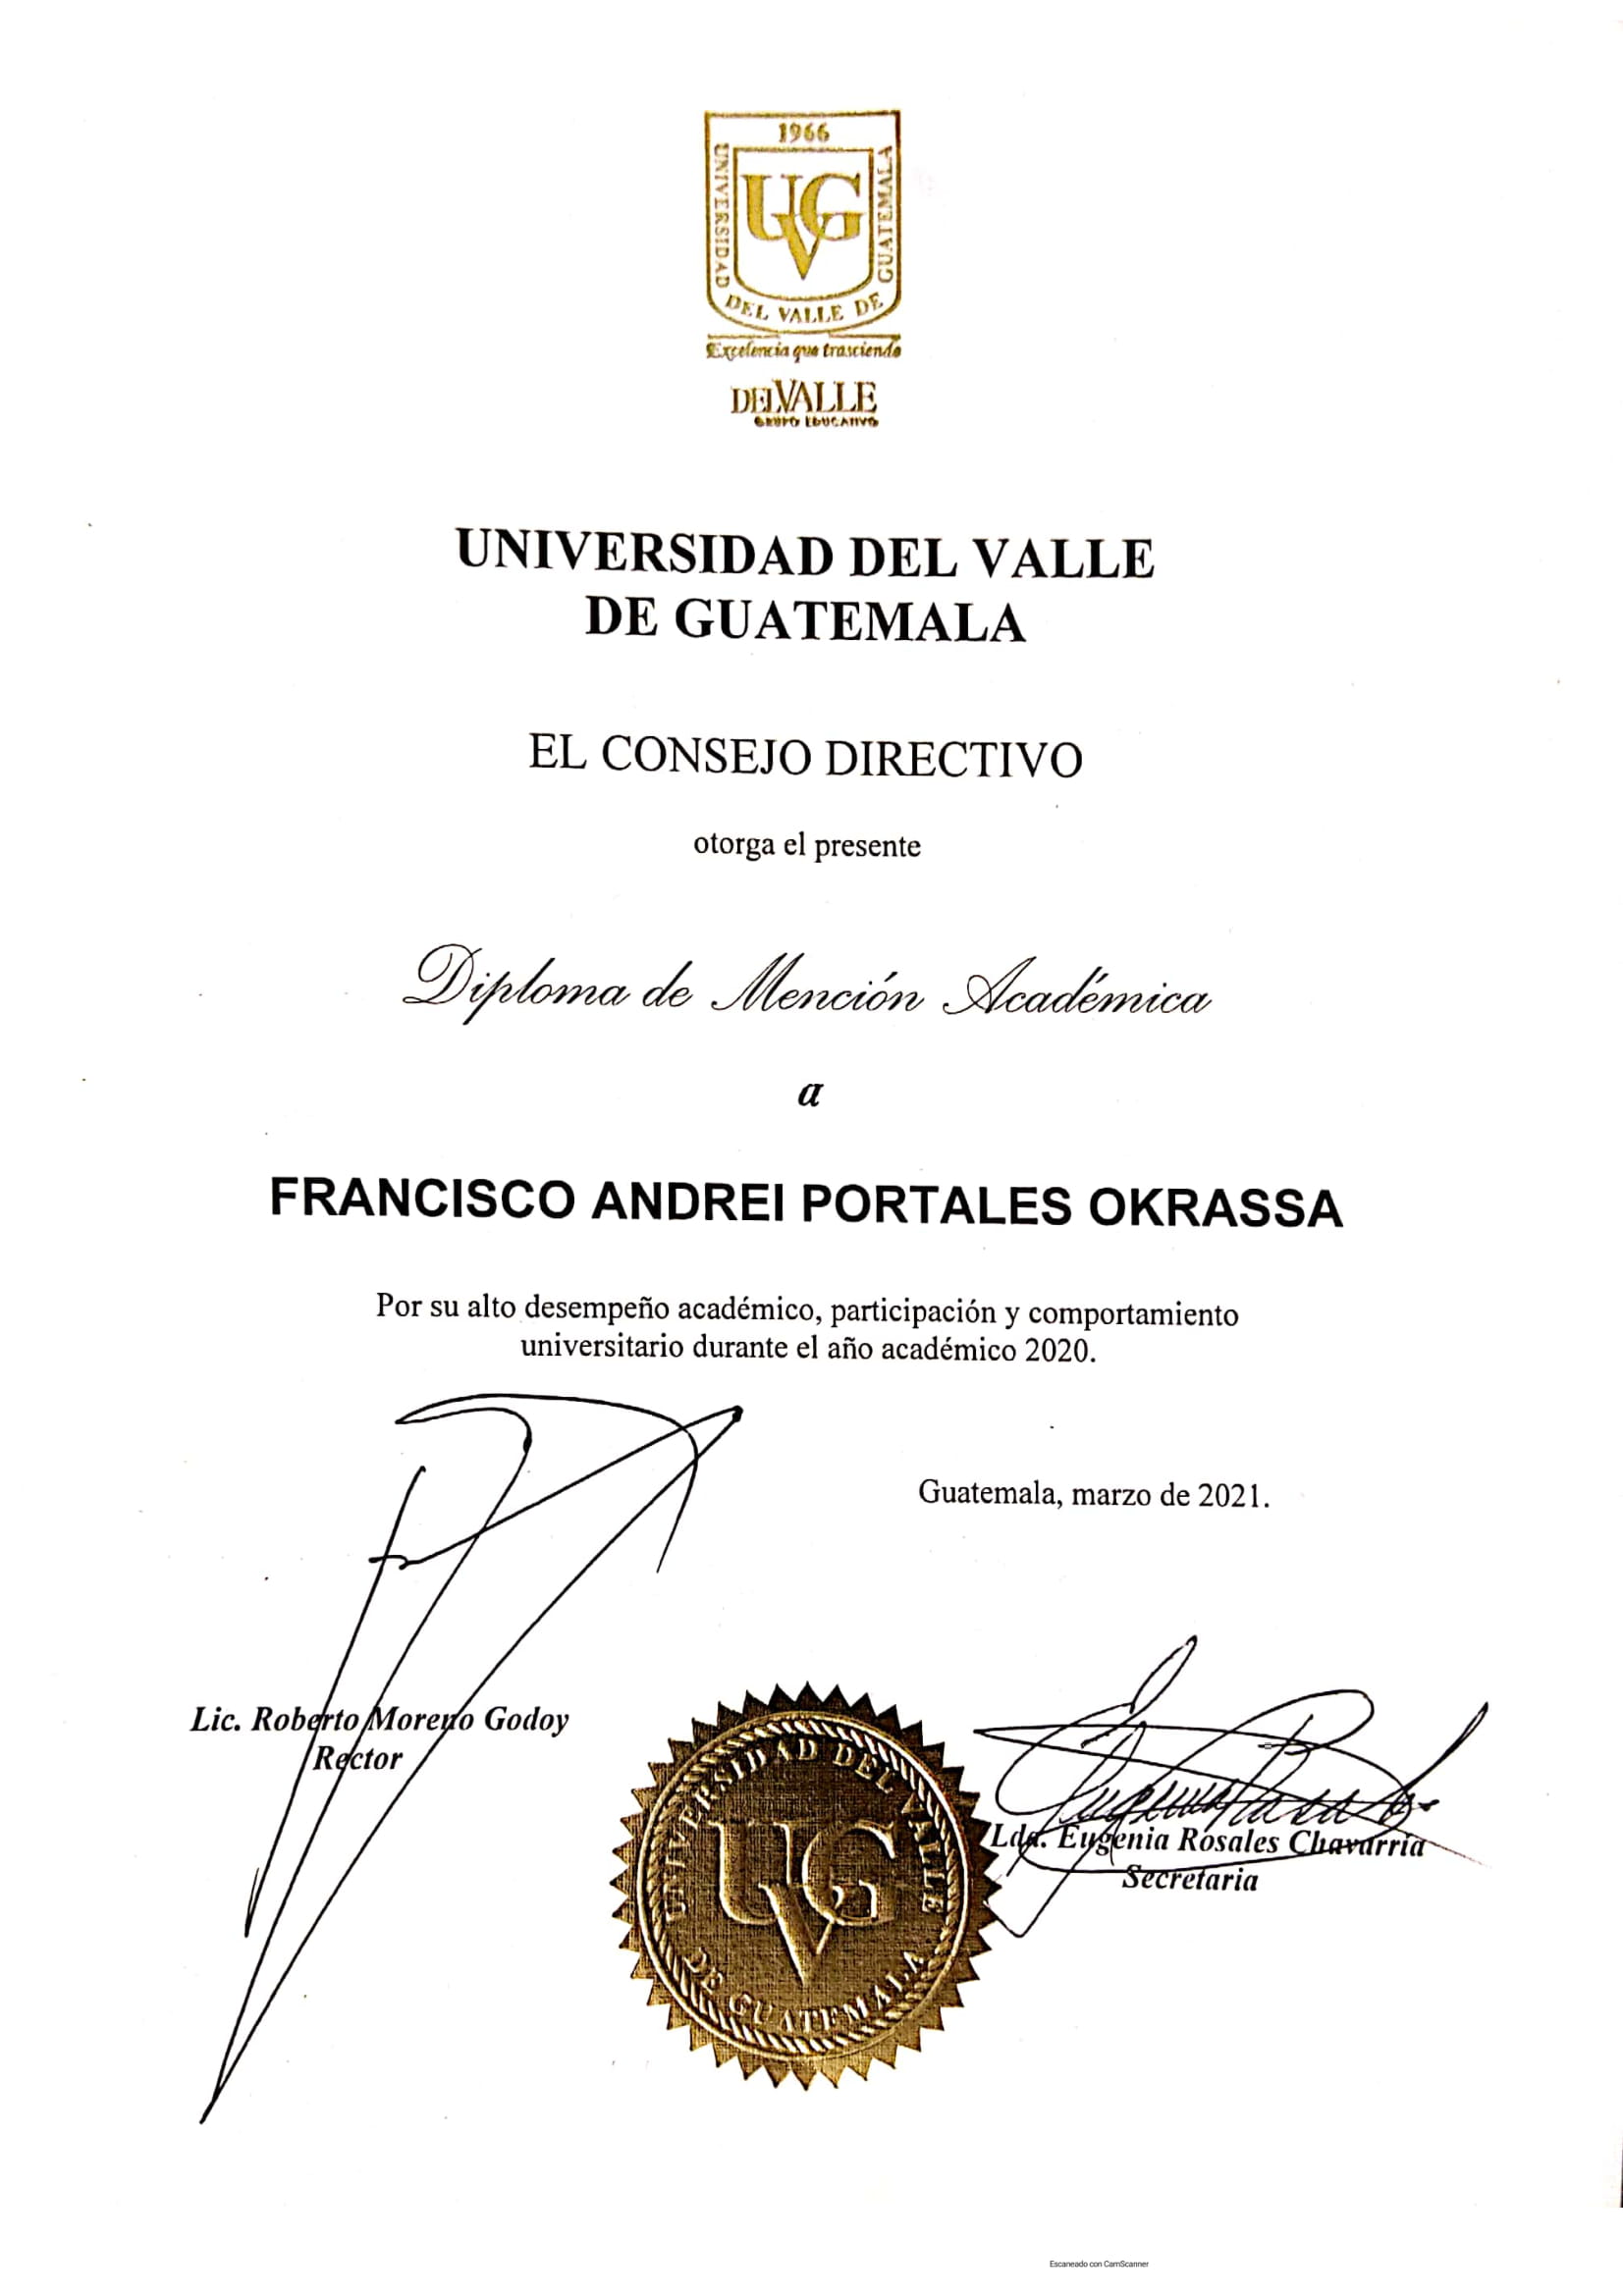 1966
UNIVERSIDAD DEL VALLE DE GUATEMALA
UVG
Excelencia que trasciende
DEL VALLE
GRUPO EDUCATIVO
UNIVERSIDAD DEL VALLE
DE GUATEMALA
EL CONSEJO DIRECTIVO
otorga el presente
Diploma de Mención Académica
a
FRANCISCO ANDREI PORTALES OKRASSA
Por su alto desempeño académico, participación y comportamiento
universitario durante el año académico 2020.
Guatemala, marzo de 2021.
Lic. Roberto Moreno Godoy
Rector
UNIVERSIDAD DEL VALLE
UVG
DE GUATEMALA
Lda. Eugenia Rosales Chavarría
Secretaria
Escaneado con CamScanner